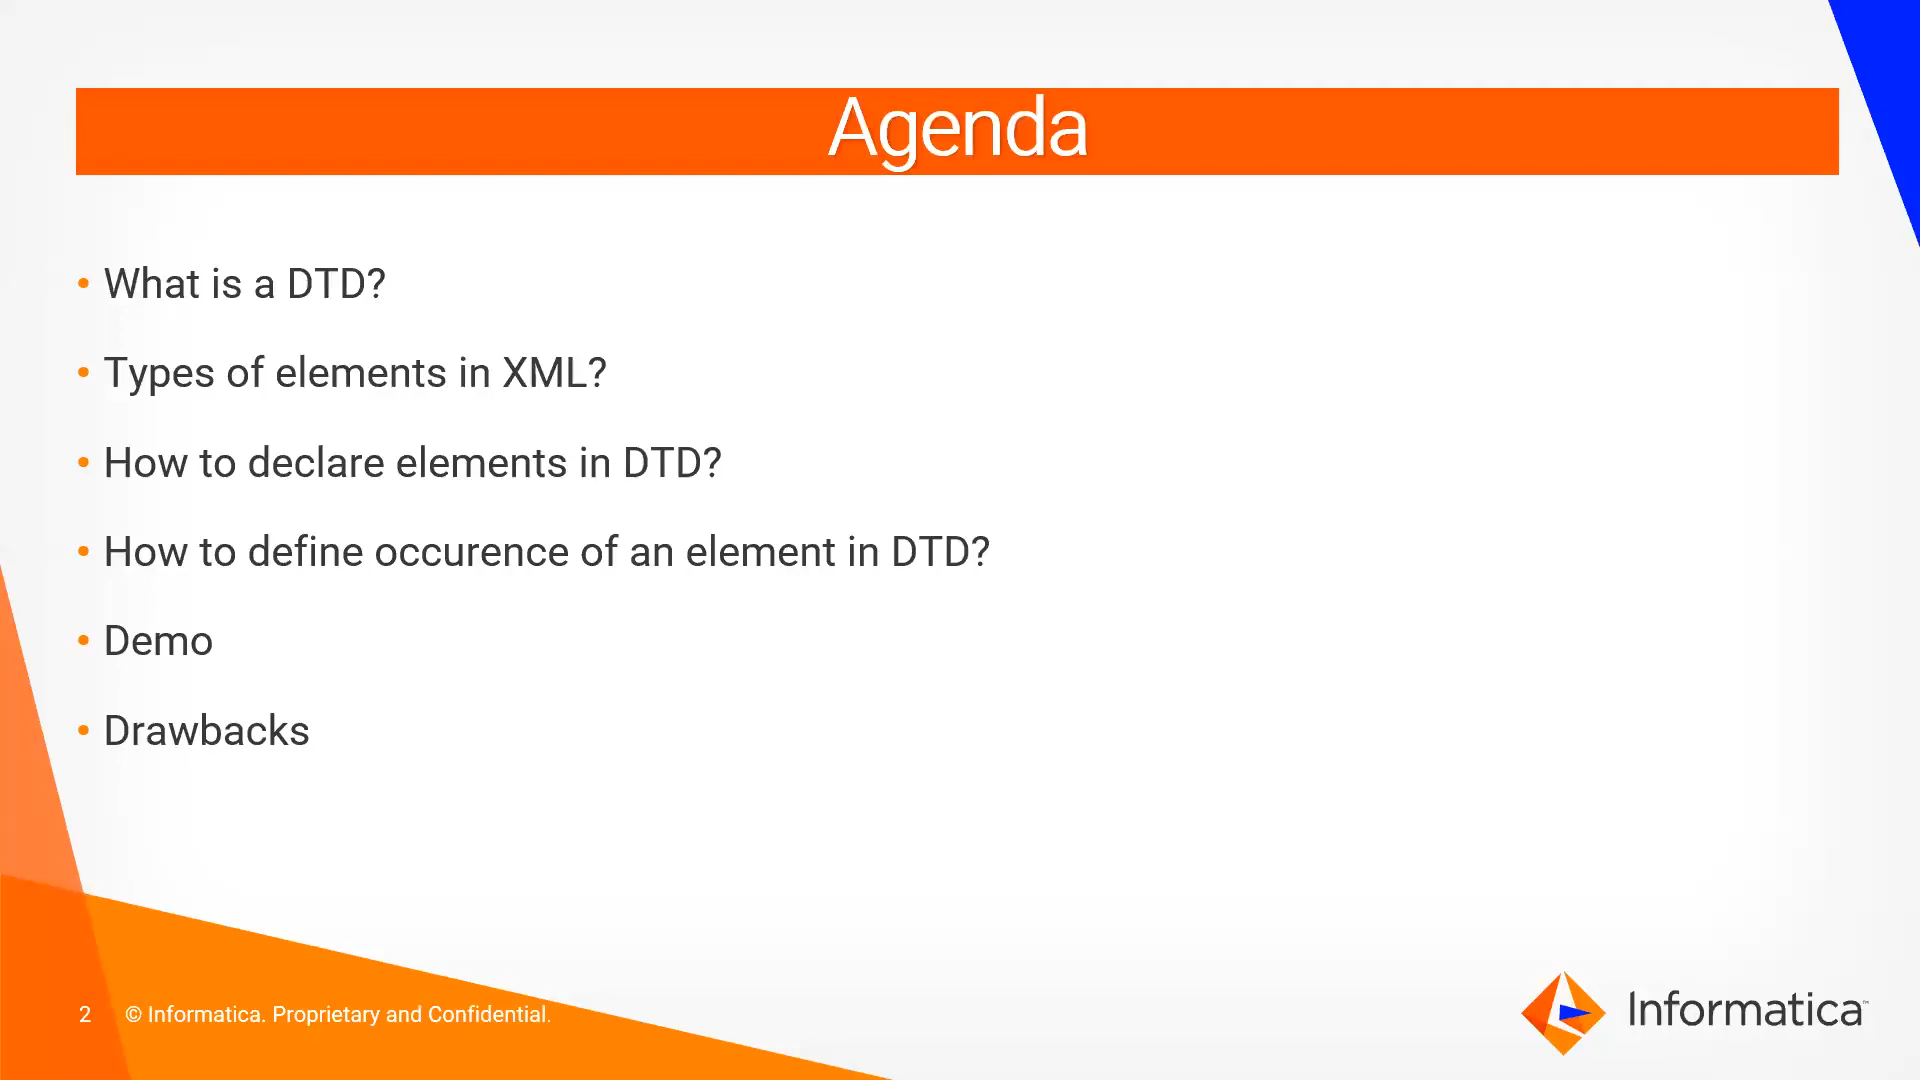 Agenda
• What is a DTD?
• Types of elements in XML?
• How to declare elements in DTD?
• How to define occurence of an element in DTD?
• Demo
• Drawbacks
2 © Informatica. Proprietary and Confidential.
Informatica™